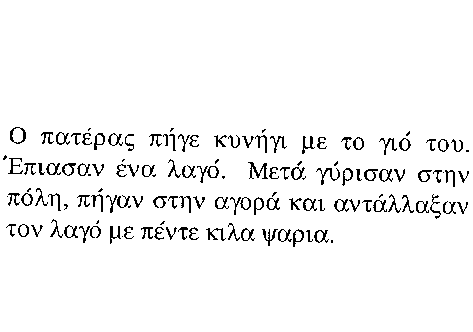 Ο πατέρας πήγε κυνήγι με το γιό του.
Έπιασαν ένα λαγό. Μετά γύρισαν στην
πόλη, πήγαν στην αγορά και αντάλλαξαν
τον λαγό με πέντε κιλα ψαρια.